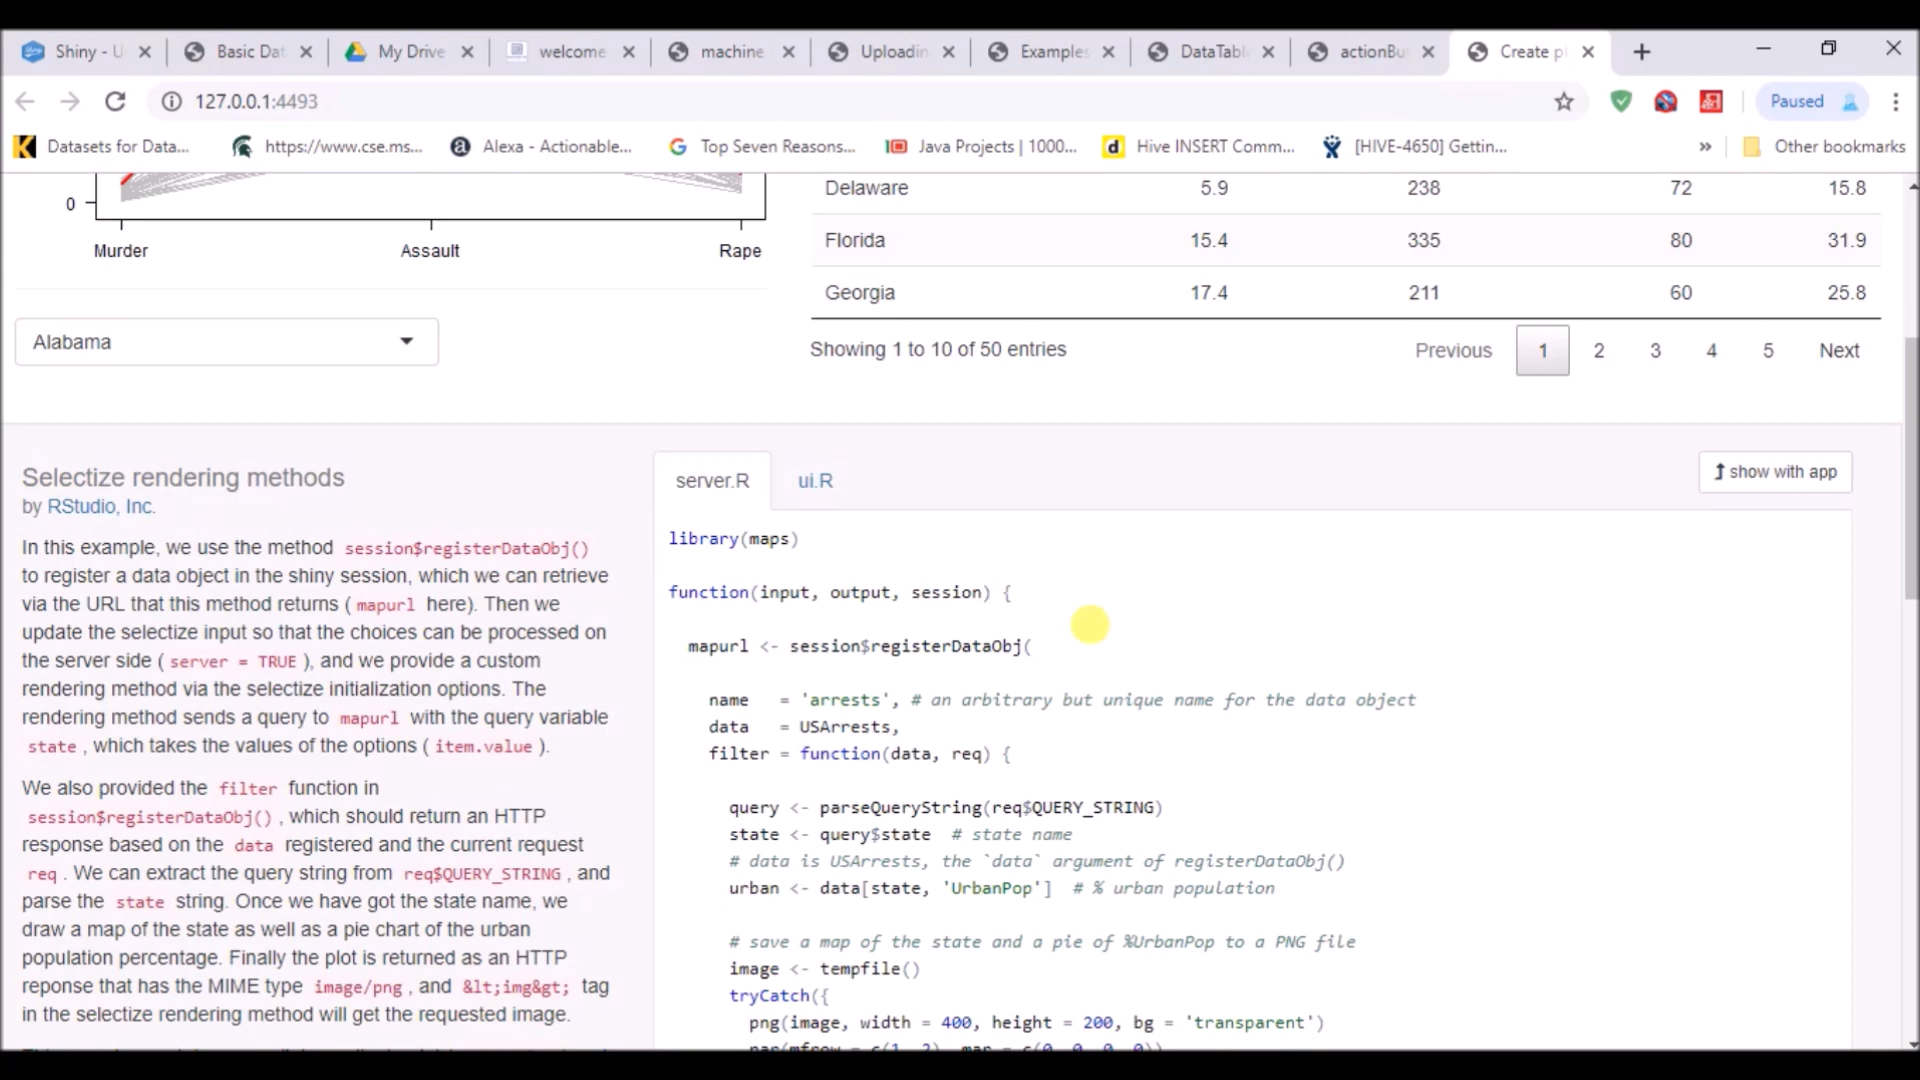 Shiny - U
Basic Dat
My Drive
welcome
machine
Uploadin
Examples
DataTabl
actionBu
Create pl
127.0.0.1:4493
Paused
Datasets for Data...
https://www.cse.ms...
Alexa - Actionable...
Top Seven Reasons...
Java Projects | 1000...
Hive INSERT Comm...
[HIVE-4650] Gettin...
»
Other bookmarks
0
Murder
Assault
Rape
Alabama
Delaware 5.9 238 72 15.8
Florida 15.4 335 80 31.9
Georgia 17.4 211 60 25.8
Showing 1 to 10 of 50 entries
Previous 1 2 3 4 5 Next
Selectize rendering methods
by RStudio, Inc.
In this example, we use the method session$registerDataObj()
to register a data object in the shiny session, which we can retrieve
via the URL that this method returns ( mapurl here). Then we
update the selectize input so that the choices can be processed on
the server side ( server = TRUE ), and we provide a custom
rendering method via the selectize initialization options. The
rendering method sends a query to mapurl with the query variable
state , which takes the values of the options ( item.value ).
We also provided the filter function in
session$registerDataObj() , which should return an HTTP
response based on the data registered and the current request
req . We can extract the query string from req$QUERY_STRING , and
parse the state string. Once we have got the state name, we
draw a map of the state as well as a pie chart of the urban
population percentage. Finally the plot is returned as an HTTP
reponse that has the MIME type image/png , and &lt;img&gt; tag
in the selectize rendering method will get the requested image.
server.R
ui.R
show with app
library(maps)
function(input, output, session) {
mapurl <- session$registerDataObj(
name = 'arrests', # an arbitrary but unique name for the data object
data = USArrests,
filter = function(data, req) {
query <- parseQueryString(req$QUERY_STRING)
state <- query$state # state name
# data is USArrests, the `data` argument of registerDataObj()
urban <- data[state, 'UrbanPop'] # % urban population
# save a map of the state and a pie of %UrbanPop to a PNG file
image <- tempfile()
tryCatch({
png(image, width = 400, height = 200, bg = 'transparent')
par(mfrow = c(1, 2), mar = c(0, 0, 0, 0))